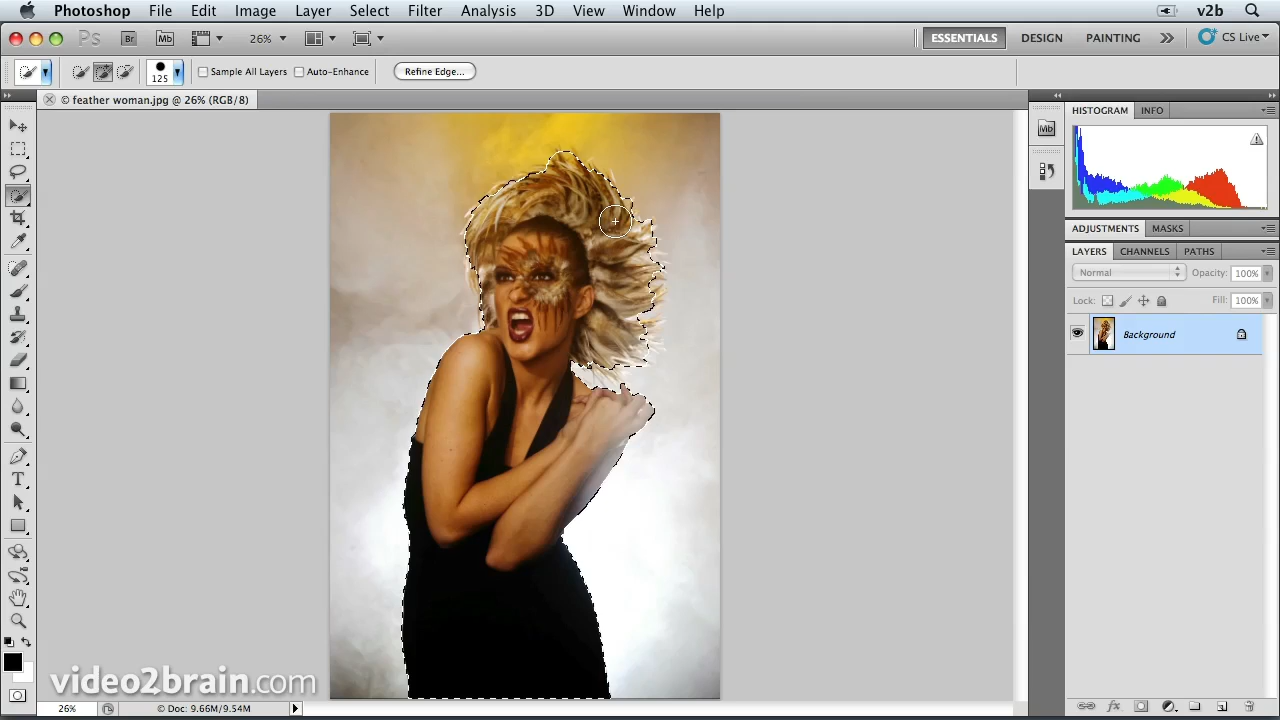 Photoshop File Edit Image Layer Select Filter Analysis 3D View Window Help v2b
Ps Br Mb 26% ESSENTIALS DESIGN PAINTING CS Live
125 Sample All Layers Auto-Enhance Refine Edge...
© feather woman.jpg @ 26% (RGB/8)
HISTOGRAM INFO
Mb
ADJUSTMENTS MASKS
LAYERS CHANNELS PATHS
Normal Opacity: 100%
Lock: Fill: 100%
Background
T
video2brain.com
fx
26% © Doc: 9.66M/9.54M